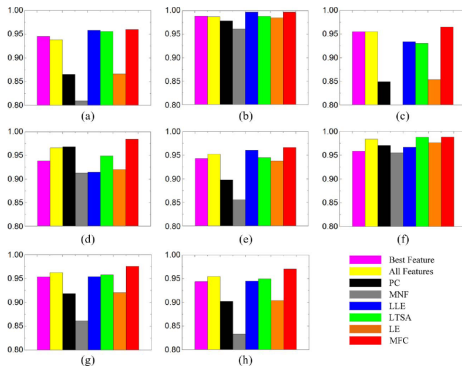 1.00
0.95
0.90
0.85
0.80
(a)
1.00
0.95
0.90
0.85
0.80
(b)
1.00
0.95
0.90
0.85
0.80
(c)
1.00
0.95
0.90
0.85
0.80
(d)
1.00
0.95
0.90
0.85
0.80
(e)
1.00
0.95
0.90
0.85
0.80
(f)
1.00
0.95
0.90
0.85
0.80
(g)
1.00
0.95
0.90
0.85
0.80
(h)
Best Feature
All Features
PC
MNF
LLE
LTSA
LE
MFC